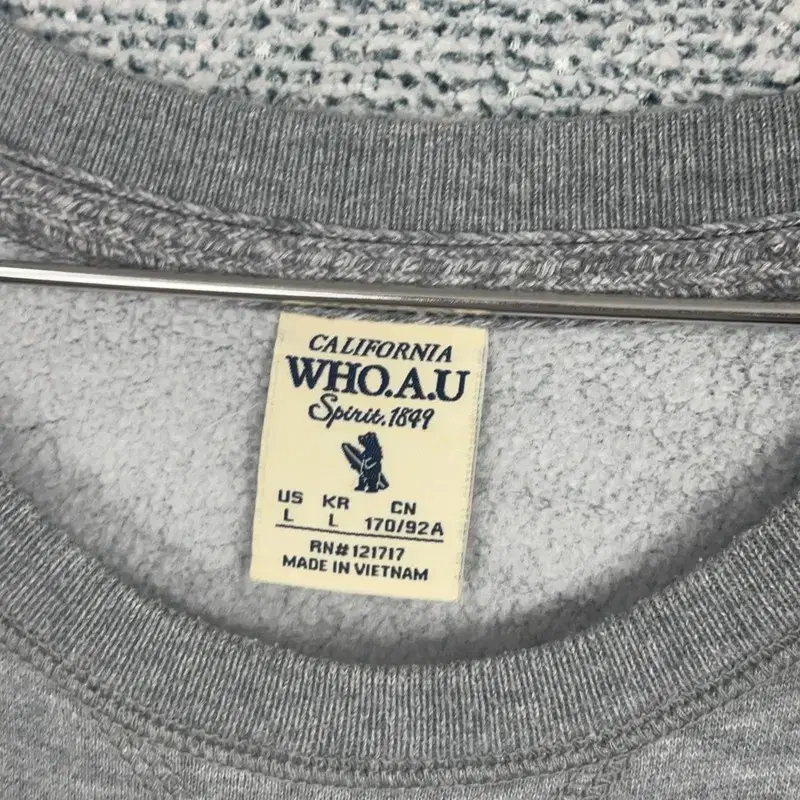 CALIFORNIA
WHO.A.U
Spirit.1849
US KR CN
L L 170/92A
RN#121717
MADE IN VIETNAM